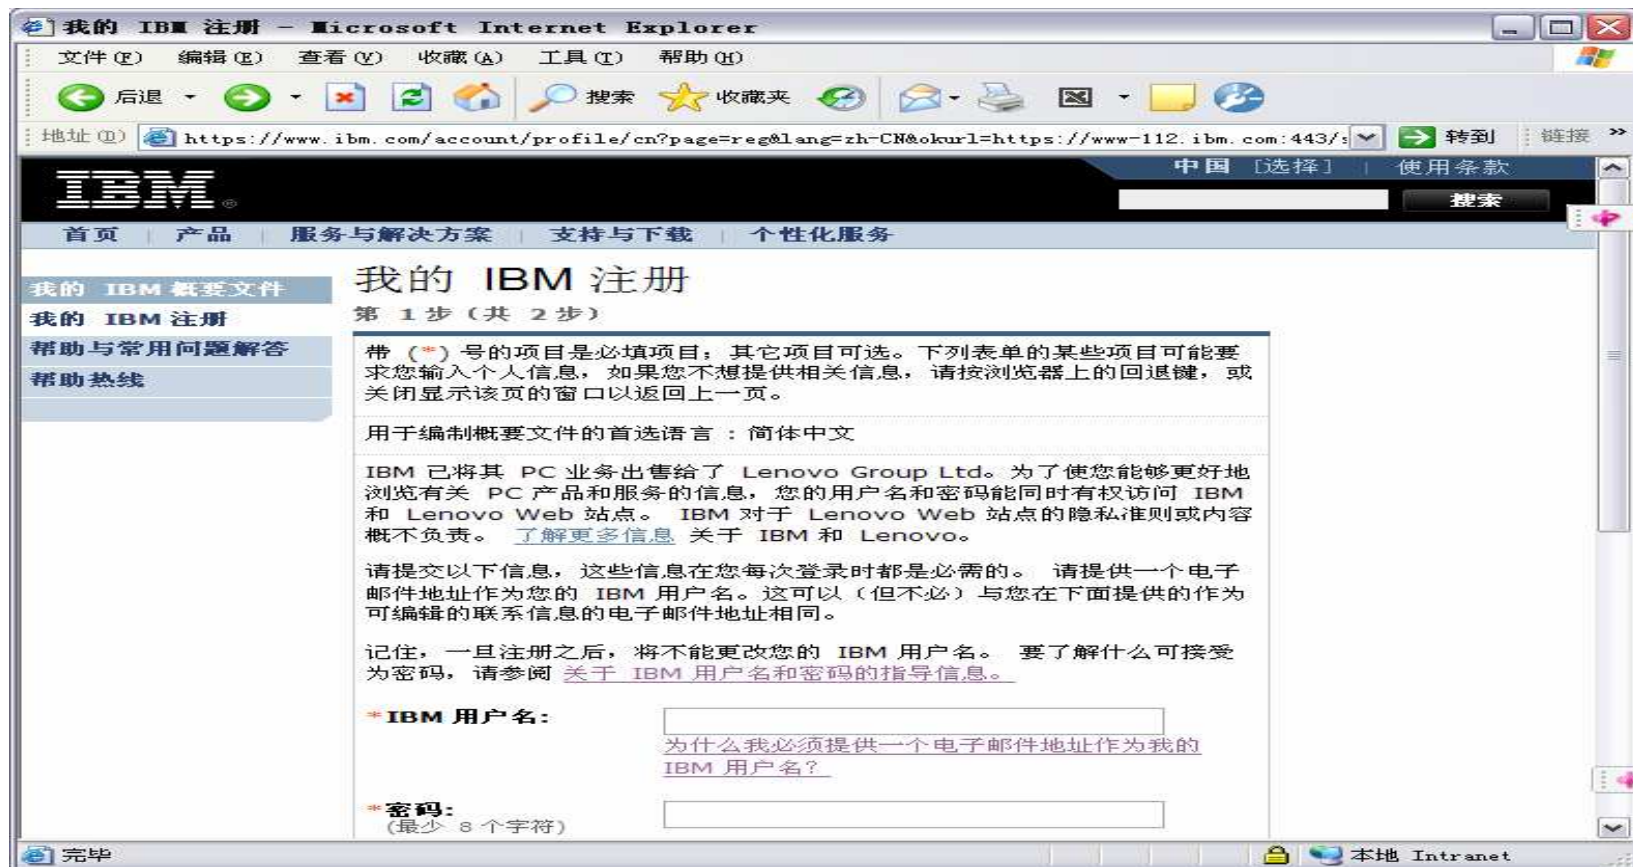 我的 IBM 注册 - Microsoft Internet Explorer
文件(F) 编辑(E) 查看(V) 收藏(A) 工具(T) 帮助(H)
后退 搜索 收藏夹
地址(D) https://www.ibm.com/account/profile/cn?page=reg&lang=zh-CN&okurl=https://www-112.ibm.com:443/s 转到 链接 »
中国 [选择] | 使用条款
IBM®
搜索
首页 | 产品 | 服务与解决方案 | 支持与下载 | 个性化服务
我的 IBM 概要文件
我的 IBM 注册
帮助与常用问题解答
帮助热线
我的 IBM 注册
第 1 步 (共 2 步)
带 (*) 号的项目是必填项目; 其它项目可选。下列表单的某些项目可能要
求您输入个人信息, 如果您不想提供相关信息, 请按浏览器上的回退键, 或
关闭显示该页的窗口以返回上一页。
用于编制概要文件的首选语言 : 简体中文
IBM 已将其 PC 业务出售给了 Lenovo Group Ltd。为了使您能够更好地
浏览有关 PC 产品和服务的信息, 您的用户名和密码能同时有权访问 IBM
和 Lenovo Web 站点。 IBM 对于 Lenovo Web 站点的隐私准则或内容
概不负责。 了解更多信息 关于 IBM 和 Lenovo。
请提交以下信息, 这些信息在您每次登录时都是必需的。 请提供一个电子
邮件地址作为您的 IBM 用户名。这可以 (但不必) 与您在下面提供的作为
可编辑的联系信息的电子邮件地址相同。
记住, 一旦注册之后, 将不能更改您的 IBM 用户名。 要了解什么可接受
为密码, 请参阅 关于 IBM 用户名和密码的指导信息。
*IBM 用户名:
为什么我必须提供一个电子邮件地址作为我的
IBM 用户名?
*密码:
(最少 8 个字符)
完毕 本地 Intranet